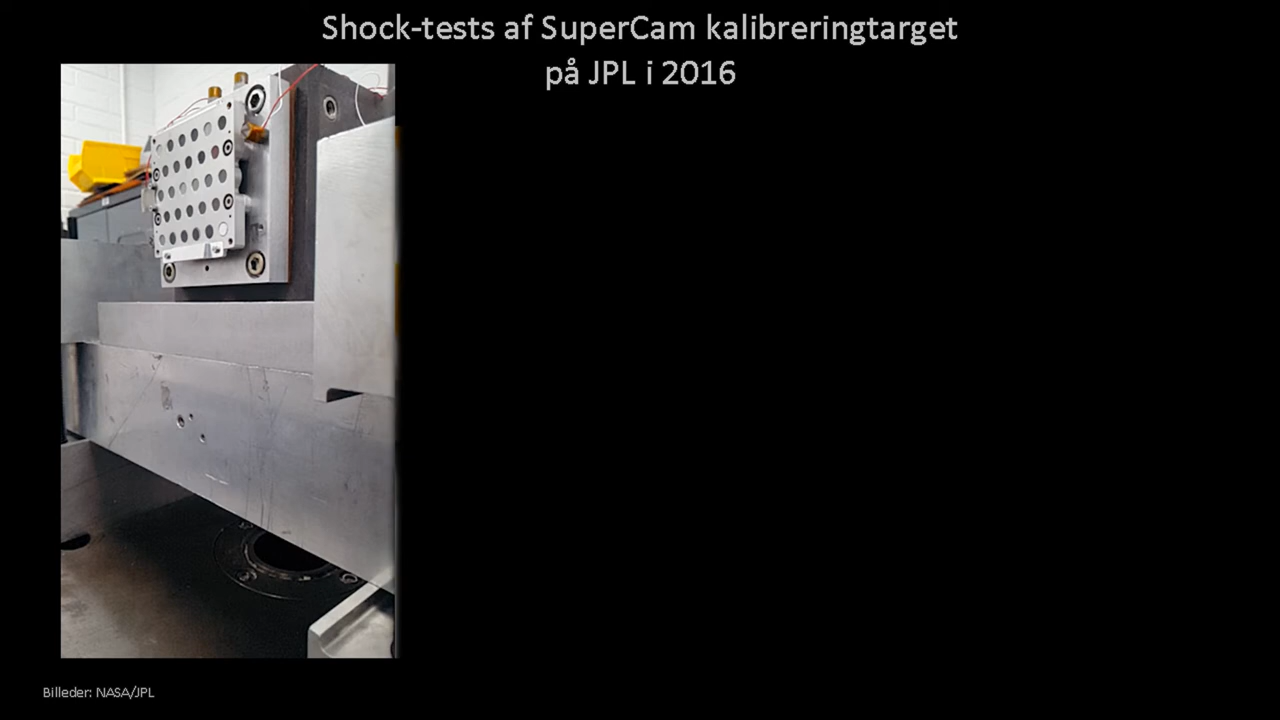 Shock-tests af SuperCam kalibreringtarget
på JPL i 2016
Billeder: NASA/JPL